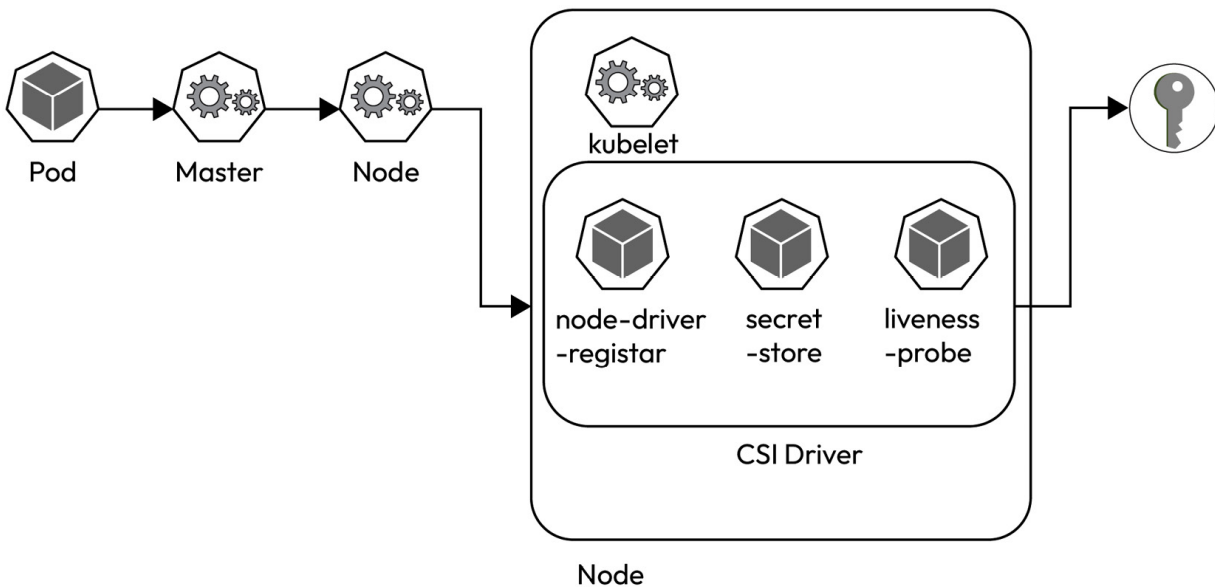 Pod
Master
Node
kubelet
node-driver
-registar
secret
-store
liveness
-probe
CSI Driver
Node